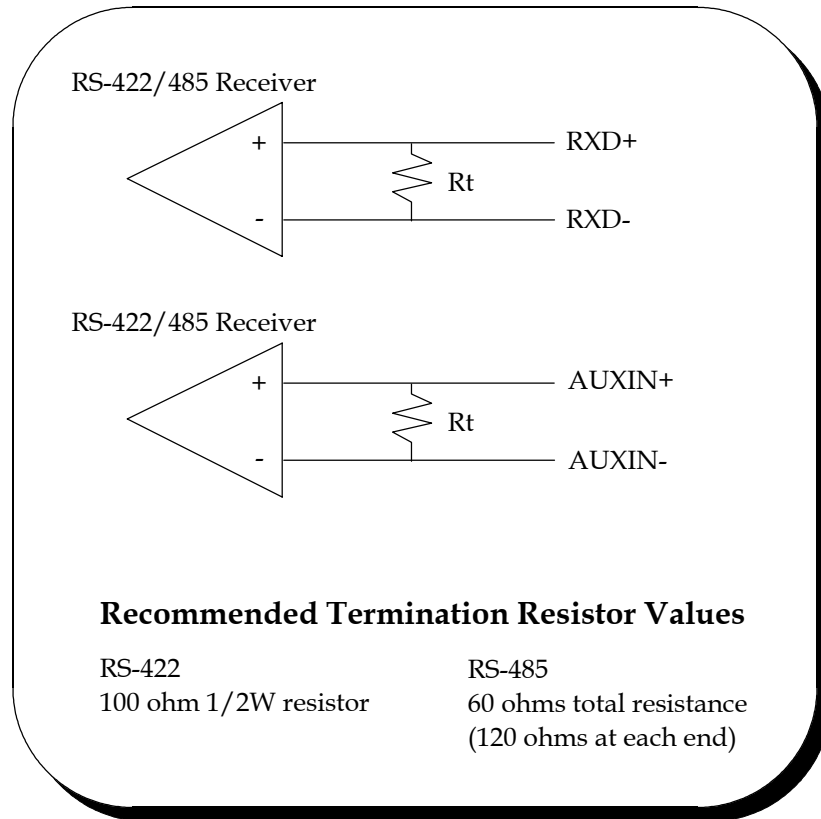 RS-422/485 Receiver
+
RXD+
Rt
-
RXD-
RS-422/485 Receiver
+
AUXIN+
Rt
-
AUXIN-
Recommended Termination Resistor Values
RS-422
100 ohm 1/2W resistor
RS-485
60 ohms total resistance
(120 ohms at each end)